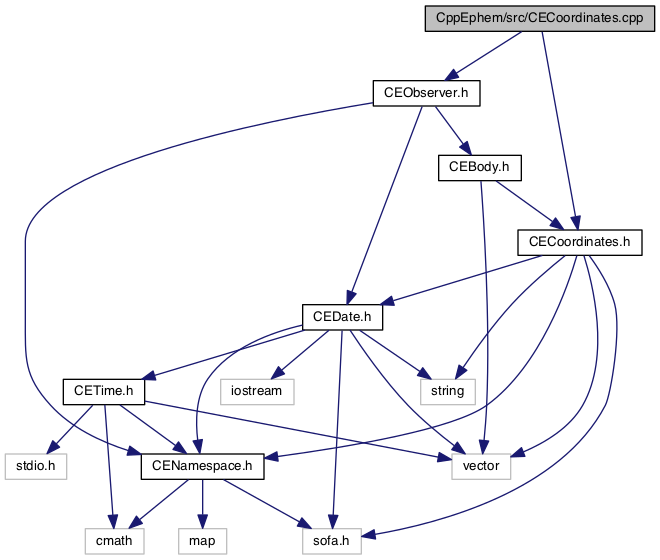 CppEphem/src/CECoordinates.cpp
CEObserver.h
CEBody.h
CECoordinates.h
CEDate.h
CETime.h
iostream
string
stdio.h
CENamespace.h
vector
cmath
map
sofa.h